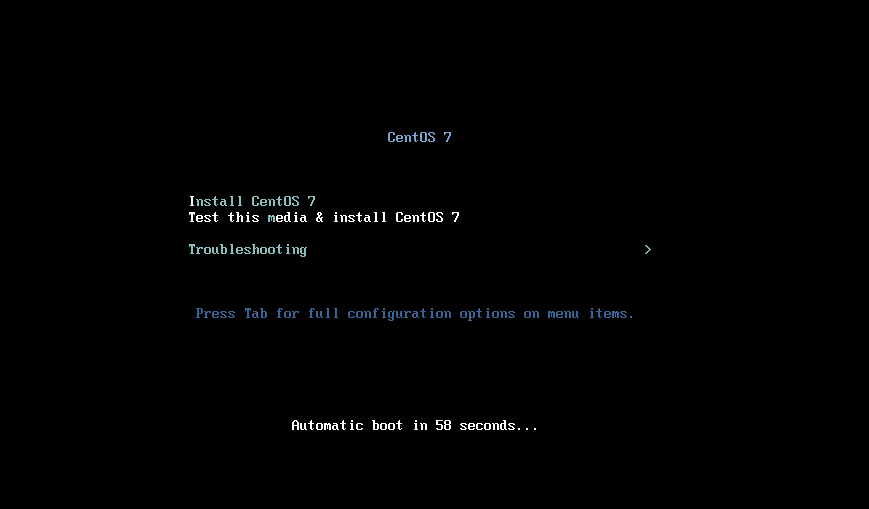 CentOS 7
Install CentOS 7
Test this media & install CentOS 7
Troubleshooting >
Press Tab for full configuration options on menu items.
Automatic boot in 58 seconds...